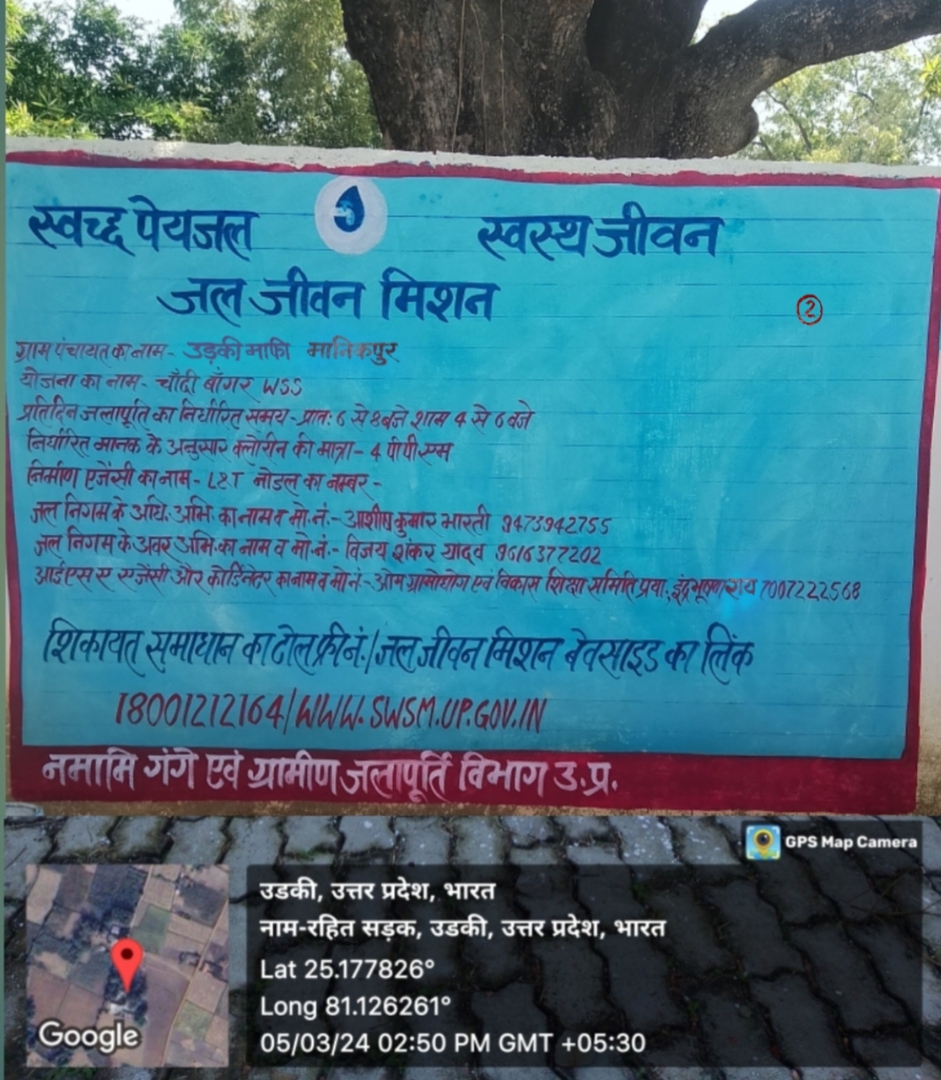 स्वच्छ पेयजल स्वस्थ जीवन
जल जीवन मिशन
2
ग्राम पंचायत का नाम - उड़की माफी मानिकपुर
योजना का नाम - चाँदी बाँगर WSS
प्रतिदिन जलापूर्ति का निर्धारित समय - प्रात: 6 से 8 बजे शाम 4 से 6 बजे
निर्धारित मानक के अनुसार क्लोरीन की मात्रा - 4 पीपीएम
निर्माण एजेंसी का नाम - L&T नोडल का नम्बर -
जल निगम के अधि. अभि. का नाम व मो.नं. - आशीष कुमार भारती 9473942755
जल निगम के अवर अभि. का नाम व मो.नं. - विजय शंकर यादव 9616377202
आईएस ए एजेंसी और कोर्डिनेटर का नाम व मो.नं. - ओम ग्रामोद्योग एवं विकास शिक्षा समिति प्रवा., इंद्रभूषण राय 7007222568
शिकायत समाधान का टोल फ्री नं./जल जीवन मिशन बेवसाइड का लिंक
18001212164/WWW.SWSM.UP.GOV.IN
नमामि गंगे एवं ग्रामीण जलापूर्ति विभाग उ.प्र.
GPS Map Camera
उडकी, उत्तर प्रदेश, भारत
नाम-रहित सड़क, उडकी, उत्तर प्रदेश, भारत
Lat 25.177826°
Long 81.126261°
05/03/24 02:50 PM GMT +05:30
Google